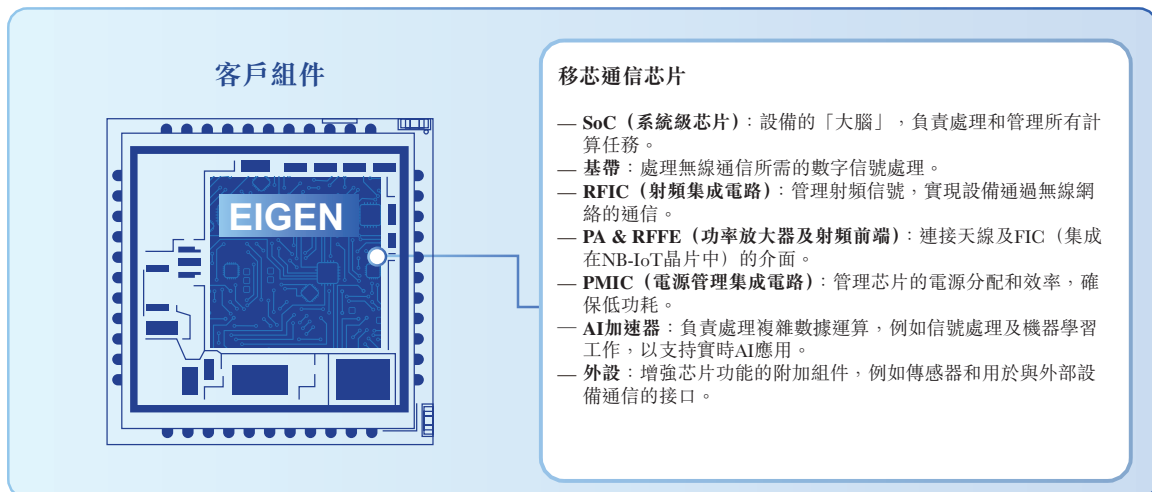 客戶組件
EIGEN
移芯通信芯片
— SoC（系統級芯片）：設備的「大腦」，負責處理和管理所有計
算任務。
— 基帶：處理無線通信所需的數字信號處理。
— RFIC（射頻集成電路）：管理射頻信號，實現設備通過無線網
絡的通信。
— PA & RFFE（功率放大器及射頻前端）：連接天線及FIC（集成
在NB-IoT晶片中）的介面。
— PMIC（電源管理集成電路）：管理芯片的電源分配和效率，確
保低功耗。
— AI加速器：負責處理複雜數據運算，例如信號處理及機器學習
工作，以支持實時AI應用。
— 外設：增強芯片功能的附加組件，例如傳感器和用於與外部設
備通信的接口。